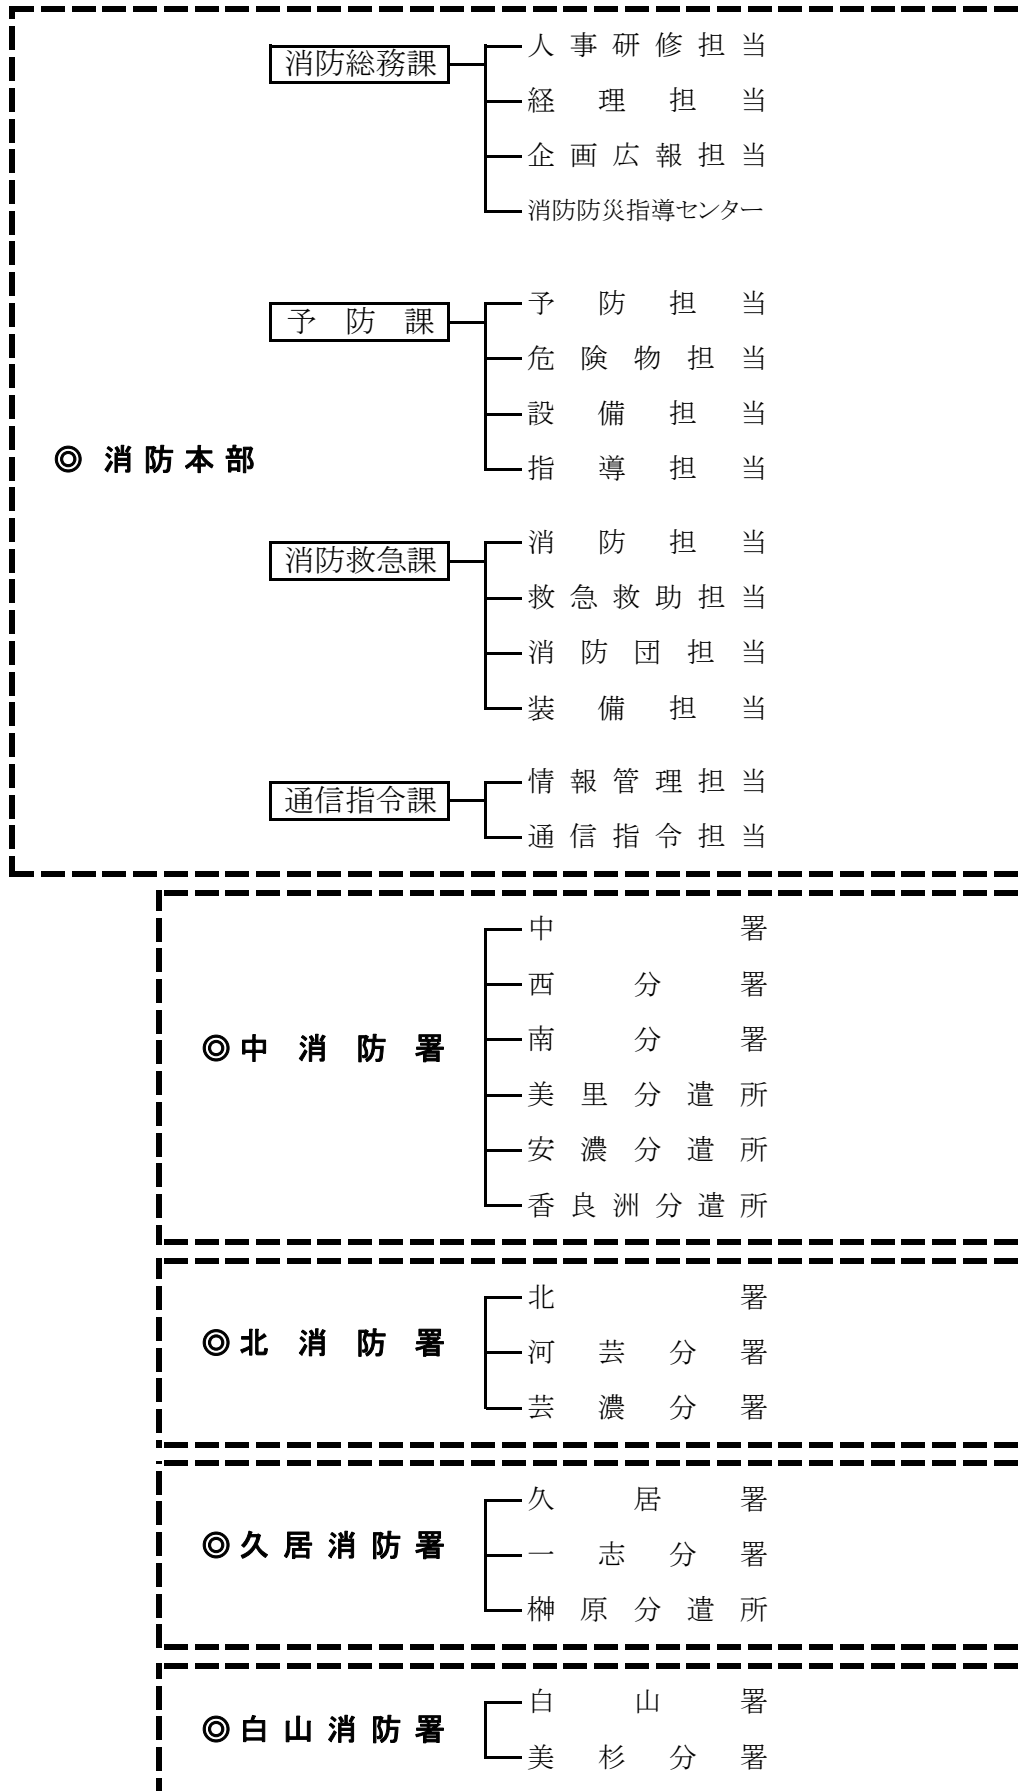 消防総務課
人事研修担当
経理担当
企画広報担当
消防防災指導センター
予防課
予防担当
危険物担当
設備担当
指導担当
◎ 消防本部
消防救急課
消防担当
救急救助担当
消防団担当
装備担当
通信指令課
情報管理担当
通信指令担当
◎中消防署
中署
西分署
南分署
美里分遣所
安濃分遣所
香良洲分遣所
◎北消防署
北署
河芸分署
芸濃分署
◎久居消防署
久居署
一志分署
榊原分遣所
◎白山消防署
白山署
美杉分署